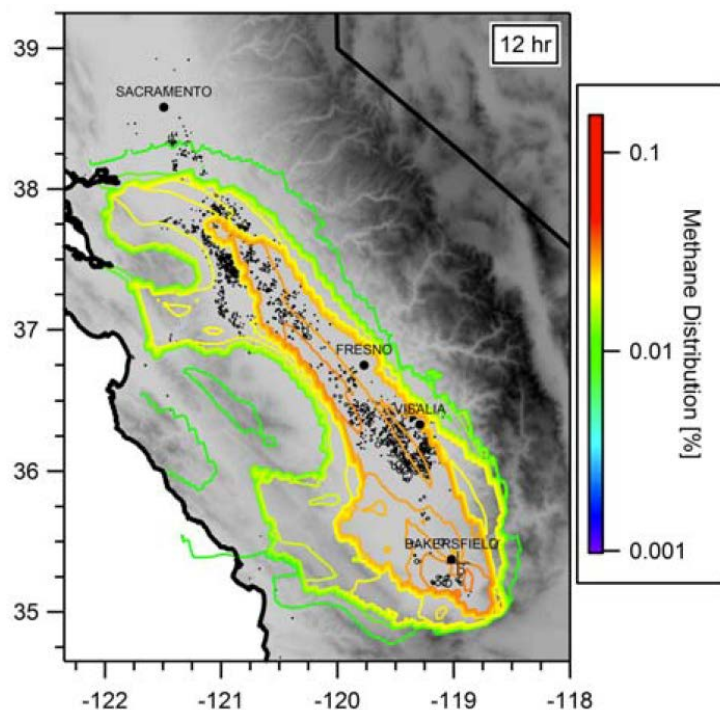 12 hr
39
SACRAMENTO
38
37
FRESNO
VISALIA
36
BAKERSFIELD
35
-122
-121
-120
-119
-118
0.1
0.01
0.001
Methane Distribution [%]